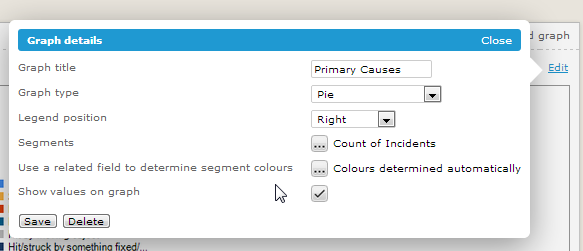 Graph details Close
d graph
Graph title Primary Causes
Edit
Graph type Pie
Legend position Right
Segments ... Count of Incidents
Use a related field to determine segment colours ... Colours determined automatically
Show values on graph
Save Delete
Hit/struck by something fixed/...